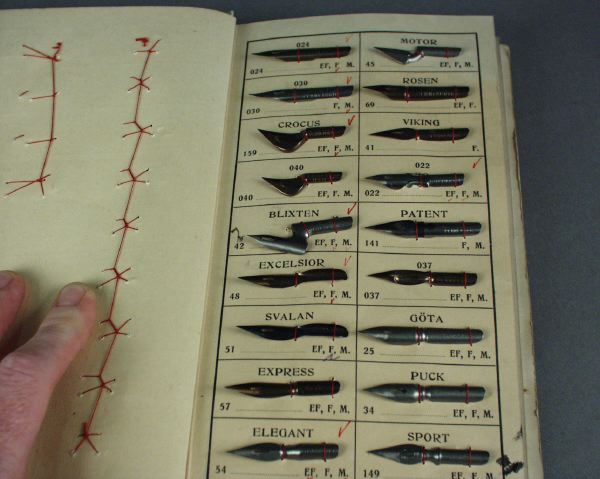 024
024 EF, F, M.
MOTOR
45 EF, F, M.
030
030 F, M.
ROSEN
69 EF, F.
CROCUS
159 EF, F, M.
VIKING
41 F.
040
040 EF, F, M.
022
022 EF, F, M.
BLIXTEN
42 EF, F, M.
PATENT
141 F, M.
EXCELSIOR
48 EF, F, M.
037
037 EF, F, M.
SVALAN
51 EF, F, M.
GÖTA
25 EF, F, M.
EXPRESS
57 EF, F, M.
PUCK
34 EF, F, M.
ELEGANT
54 EF, F, M.
SPORT
149 EF, F, M.